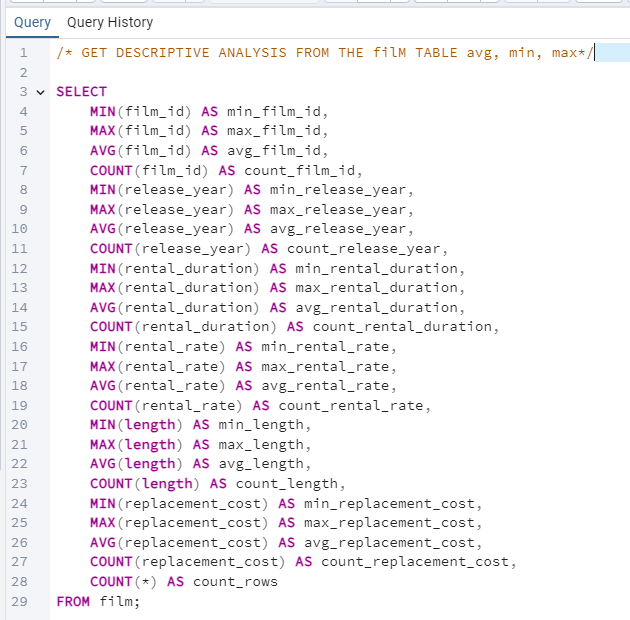 Query Query History
1 /* GET DESCRIPTIVE ANALYSIS FROM THE filM TABLE avg, min, max*/
2
3 SELECT
4 MIN(film_id) AS min_film_id,
5 MAX(film_id) AS max_film_id,
6 AVG(film_id) AS avg_film_id,
7 COUNT(film_id) AS count_film_id,
8 MIN(release_year) AS min_release_year,
9 MAX(release_year) AS max_release_year,
10 AVG(release_year) AS avg_release_year,
11 COUNT(release_year) AS count_release_year,
12 MIN(rental_duration) AS min_rental_duration,
13 MAX(rental_duration) AS max_rental_duration,
14 AVG(rental_duration) AS avg_rental_duration,
15 COUNT(rental_duration) AS count_rental_duration,
16 MIN(rental_rate) AS min_rental_rate,
17 MAX(rental_rate) AS max_rental_rate,
18 AVG(rental_rate) AS avg_rental_rate,
19 COUNT(rental_rate) AS count_rental_rate,
20 MIN(length) AS min_length,
21 MAX(length) AS max_length,
22 AVG(length) AS avg_length,
23 COUNT(length) AS count_length,
24 MIN(replacement_cost) AS min_replacement_cost,
25 MAX(replacement_cost) AS max_replacement_cost,
26 AVG(replacement_cost) AS avg_replacement_cost,
27 COUNT(replacement_cost) AS count_replacement_cost,
28 COUNT(*) AS count_rows
29 FROM film;